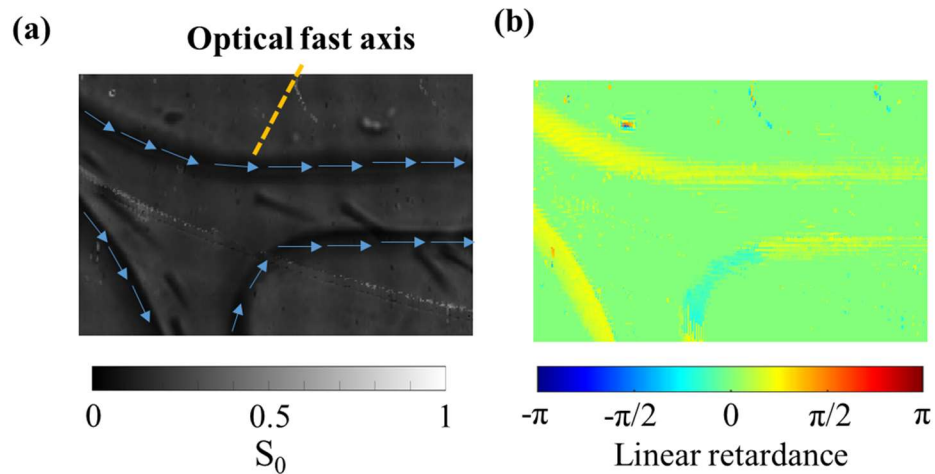 (a)
Optical fast axis
(b)
0 0.5 1
S₀
-π -π/2 0 π/2 π
Linear retardance